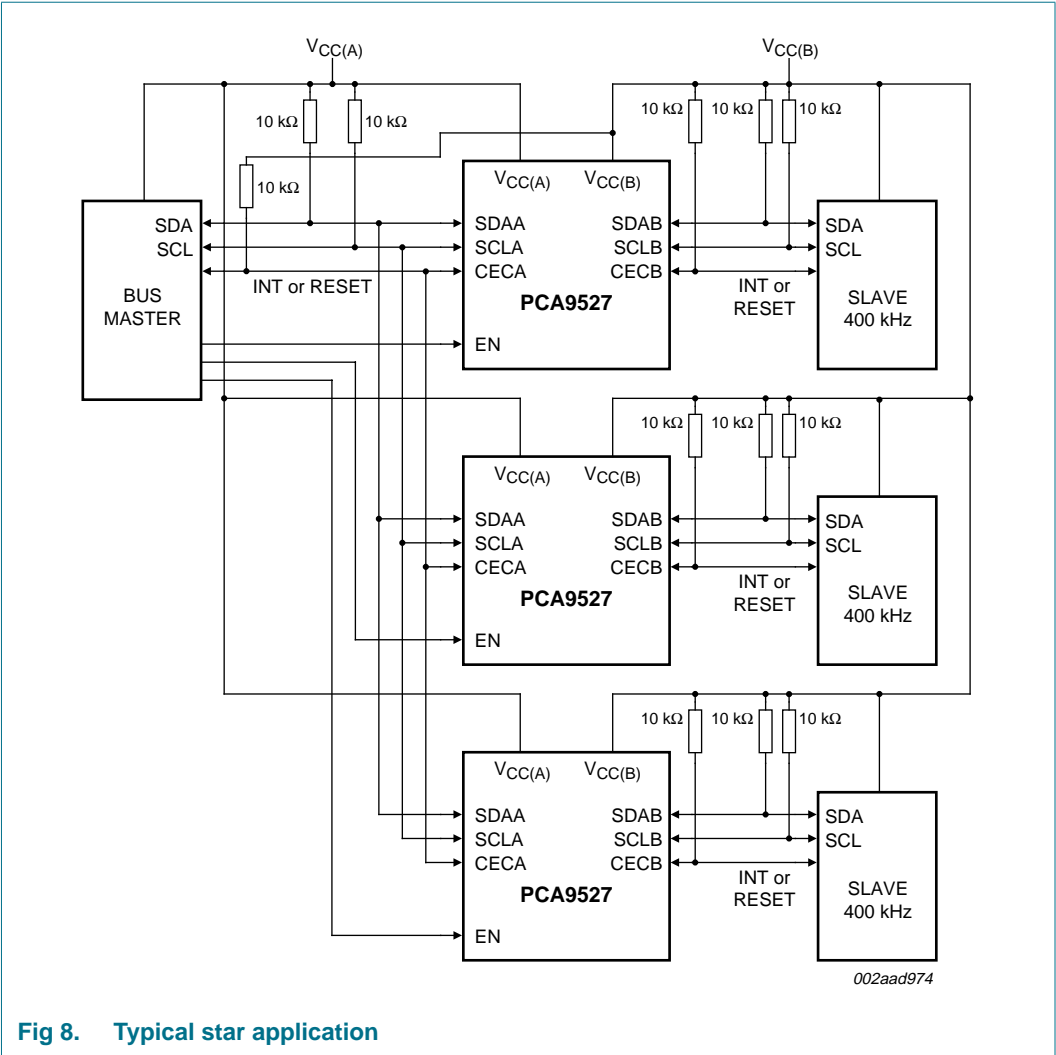 VCC(A) VCC(B)
10 kΩ 10 kΩ 10 kΩ 10 kΩ 10 kΩ
10 kΩ
BUS
MASTER
SDA
SCL
INT or RESET
VCC(A) VCC(B)
SDAA SDAB
SCLA SCLB
CECA CECB
PCA9527
EN
INT or
RESET
SDA
SCL
SLAVE
400 kHz
10 kΩ 10 kΩ 10 kΩ
VCC(A) VCC(B)
SDAA SDAB
SCLA SCLB
CECA CECB
PCA9527
EN
INT or
RESET
SDA
SCL
SLAVE
400 kHz
10 kΩ 10 kΩ 10 kΩ
VCC(A) VCC(B)
SDAA SDAB
SCLA SCLB
CECA CECB
PCA9527
EN
INT or
RESET
SDA
SCL
SLAVE
400 kHz
002aad974
Fig 8. Typical star application